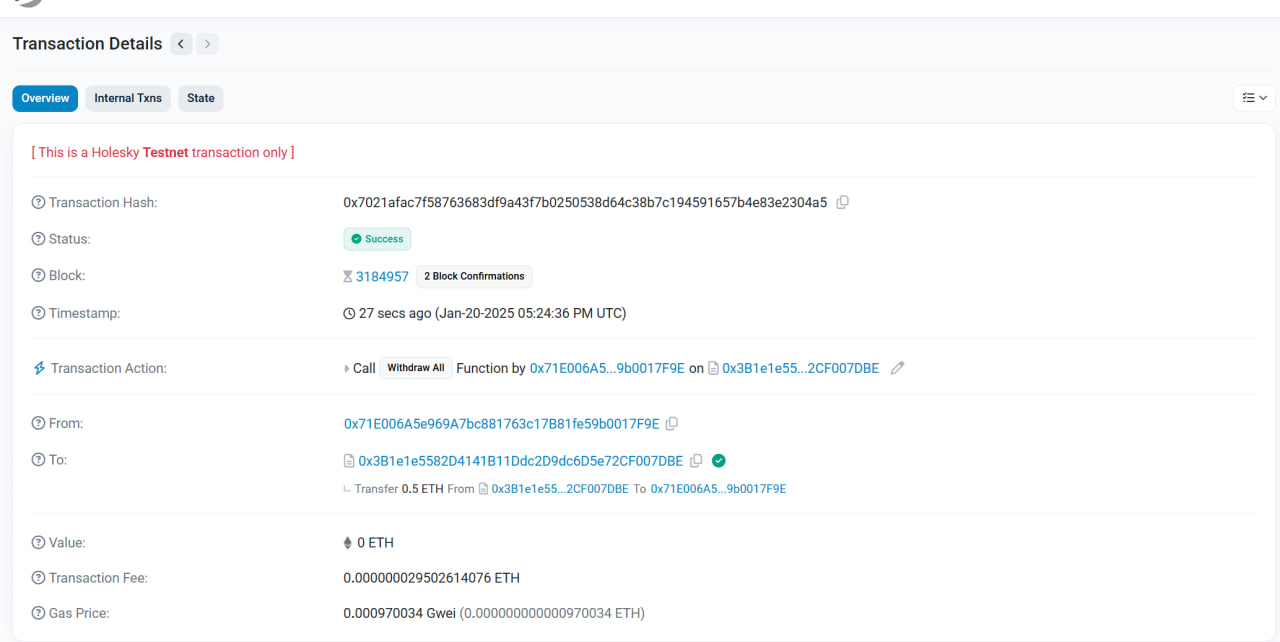 Transaction Details
Overview Internal Txns State
[ This is a Holesky Testnet transaction only ]
Transaction Hash: 0x7021afac7f58763683df9a43f7b0250538d64c38b7c194591657b4e83e2304a5
Status: Success
Block: 3184957 2 Block Confirmations
Timestamp: 27 secs ago (Jan-20-2025 05:24:36 PM UTC)
Transaction Action: Call Withdraw All Function by 0x71E006A5...9b0017F9E on 0x3B1e1e55...2CF007DBE
From: 0x71E006A5e969A7bc881763c17B81fe59b0017F9E
To: 0x3B1e1e5582D4141B11Ddc2D9dc6D5e72CF007DBE
Transfer 0.5 ETH From 0x3B1e1e55...2CF007DBE To 0x71E006A5...9b0017F9E
Value: 0 ETH
Transaction Fee: 0.000000029502614076 ETH
Gas Price: 0.000970034 Gwei (0.000000000000970034 ETH)